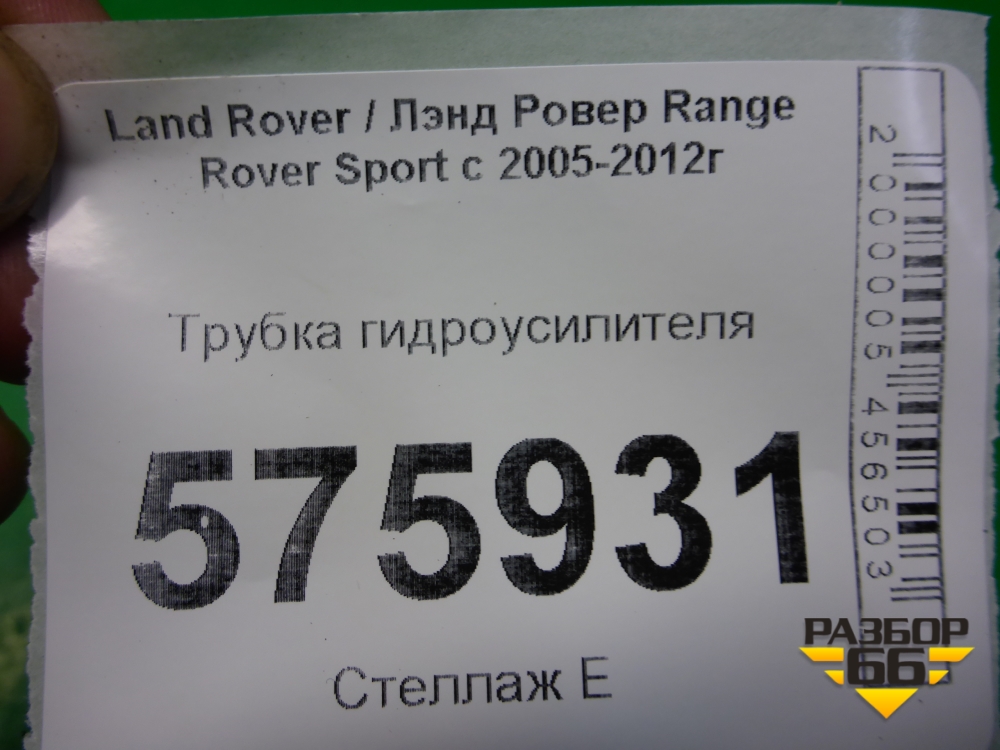 Land Rover / Лэнд Ровер Range
Rover Sport с 2005-2012г
Трубка гидроусилителя
575931
Стеллаж Е
2000005456503
РАЗБОР
66